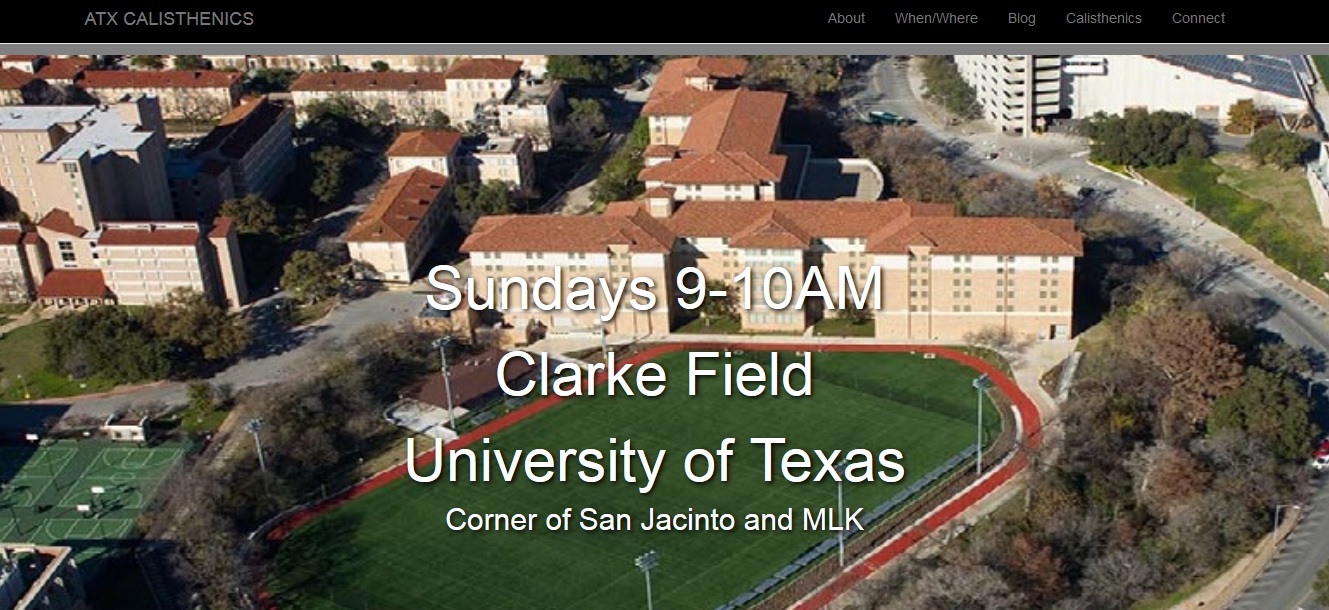 ATX CALISTHENICS
About When/Where Blog Calisthenics Connect
Sundays 9-10AM
Clarke Field
University of Texas
Corner of San Jacinto and MLK